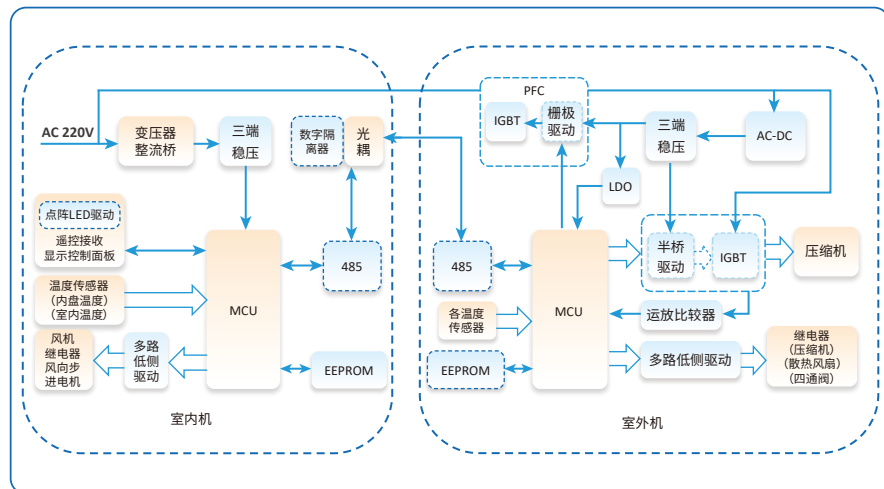 AC 220V
变压器
整流桥
三端
稳压
数字隔
离器
光
耦
点阵LED驱动
遥控接收
显示控制面板
温度传感器
（内盘温度）
（室内温度）
风机
继电器
风向步
进电机
多路
低侧
驱动
MCU
485
EEPROM
室内机
PFC
IGBT
栅极
驱动
三端
稳压
AC-DC
LDO
485
各温度
传感器
EEPROM
MCU
半桥
驱动
IGBT
压缩机
运放比较器
多路低侧驱动
继电器
（压缩机）
（散热风扇）
（四通阀）
室外机